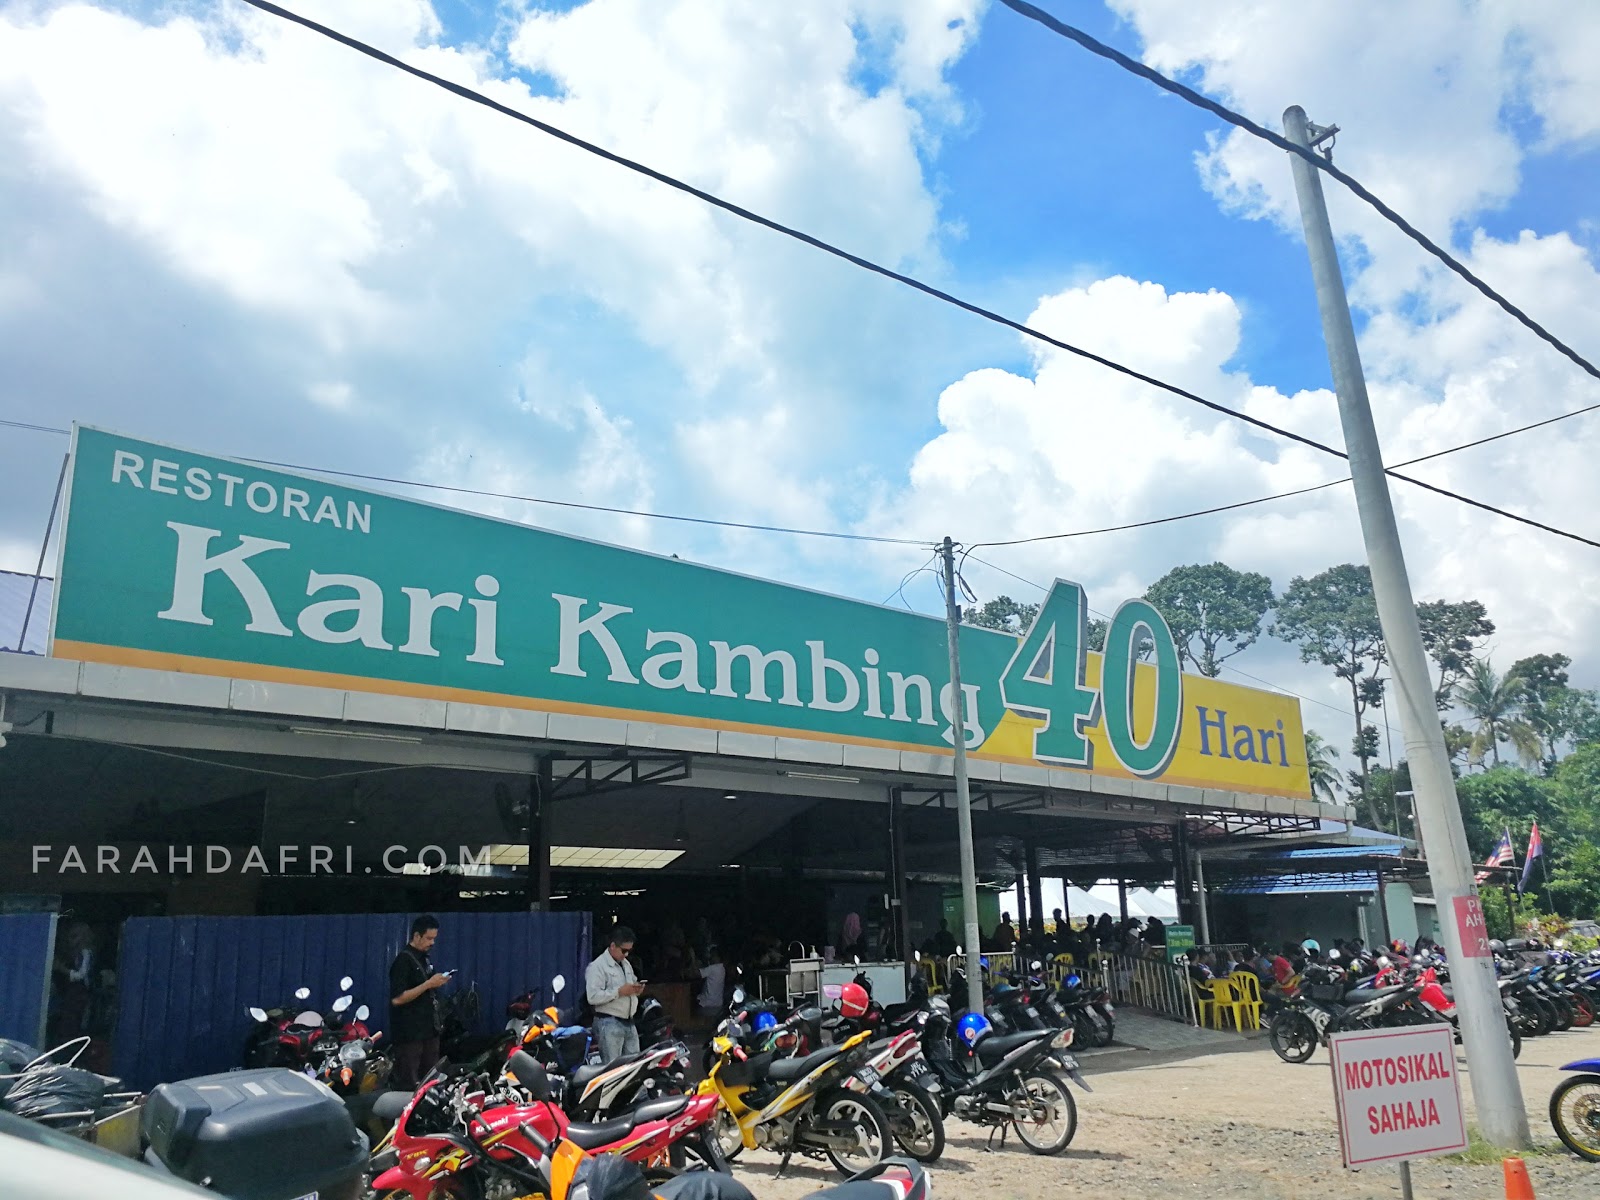 RESTORAN
Kari Kambing 40 Hari
FARAHDAFRI.COM
MOTOSIKAL
SAHAJA